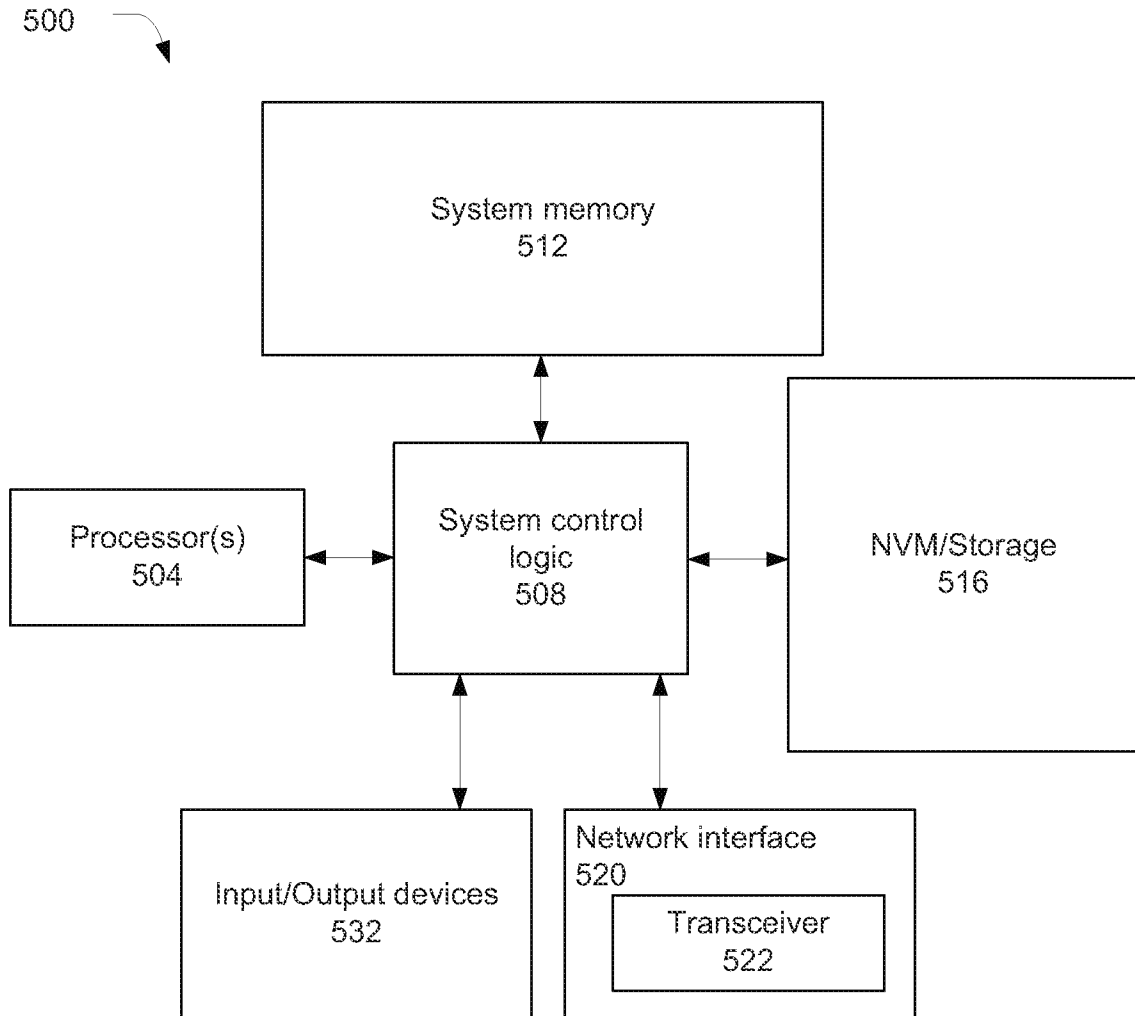 500
System memory
512
Processor(s)
504
System control
logic
508
NVM/Storage
516
Input/Output devices
532
Network interface
520
Transceiver
522